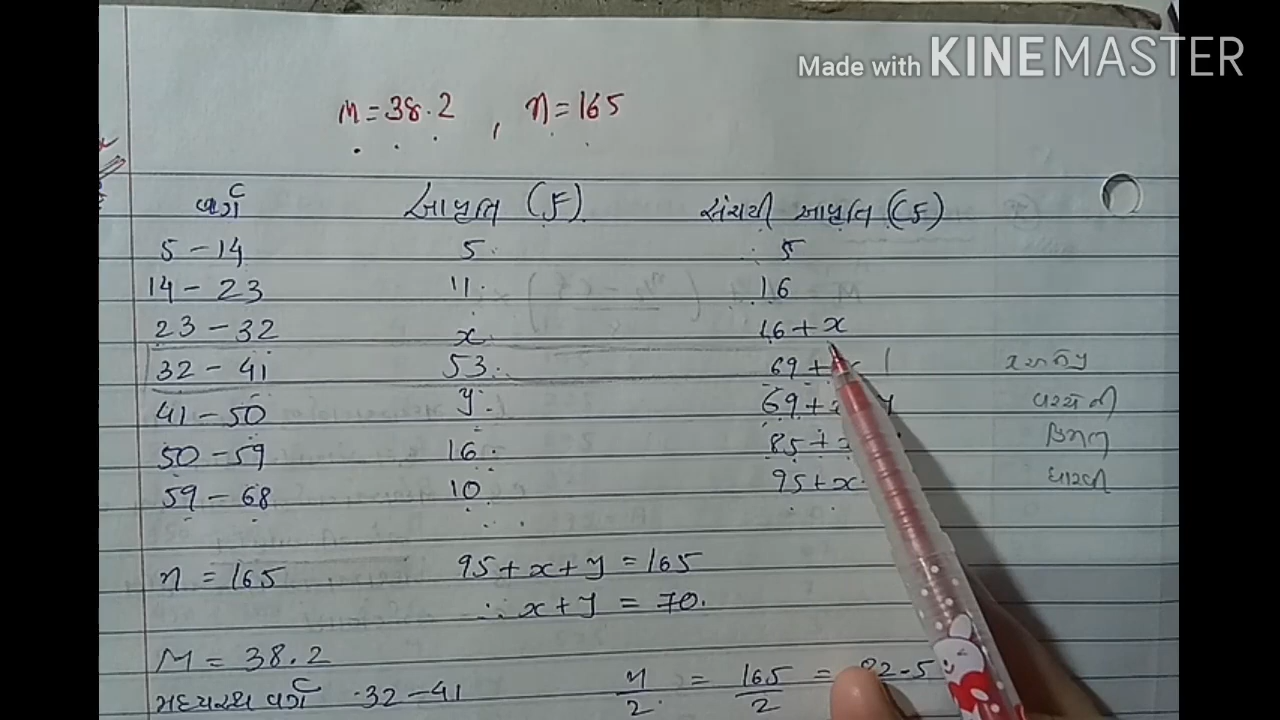 Made with KINEMASTER
M = 38.2 , n = 165
વર્ગ આવૃત્તિ (F) સંચયી આવૃત્તિ (CF)
5 - 14 5 5
14 - 23 11 16
23 - 32 x 16 + x
32 - 41 53 69 +
41 - 50 y 69 +
50 - 59 16 85 +
59 - 68 10 95 + x
n = 165 95 + x + y = 165
∴ x + y = 70.
M = 38.2
મધ્યસ્થ વર્ગ 32 - 41 n/2 = 165/2 = 82.5